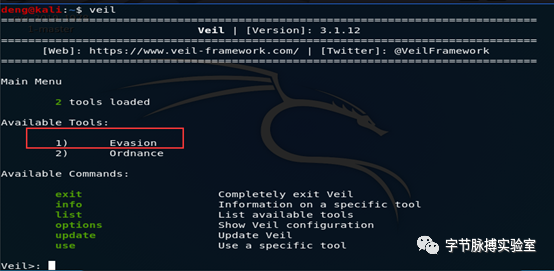 deng@kali:~$ veil
Veil | [Version]: 3.1.12
[Web]: https://www.veil-framework.com/ | [Twitter]: @VeilFramework
Main Menu
2 tools loaded
Available Tools:
1) Evasion
2) Ordnance
Available Commands:
exit Completely exit Veil
info Information on a specific tool
list List available tools
options Show Veil configuration
update Update Veil
use Use a specific tool
Veil>:
字节脉搏实验室